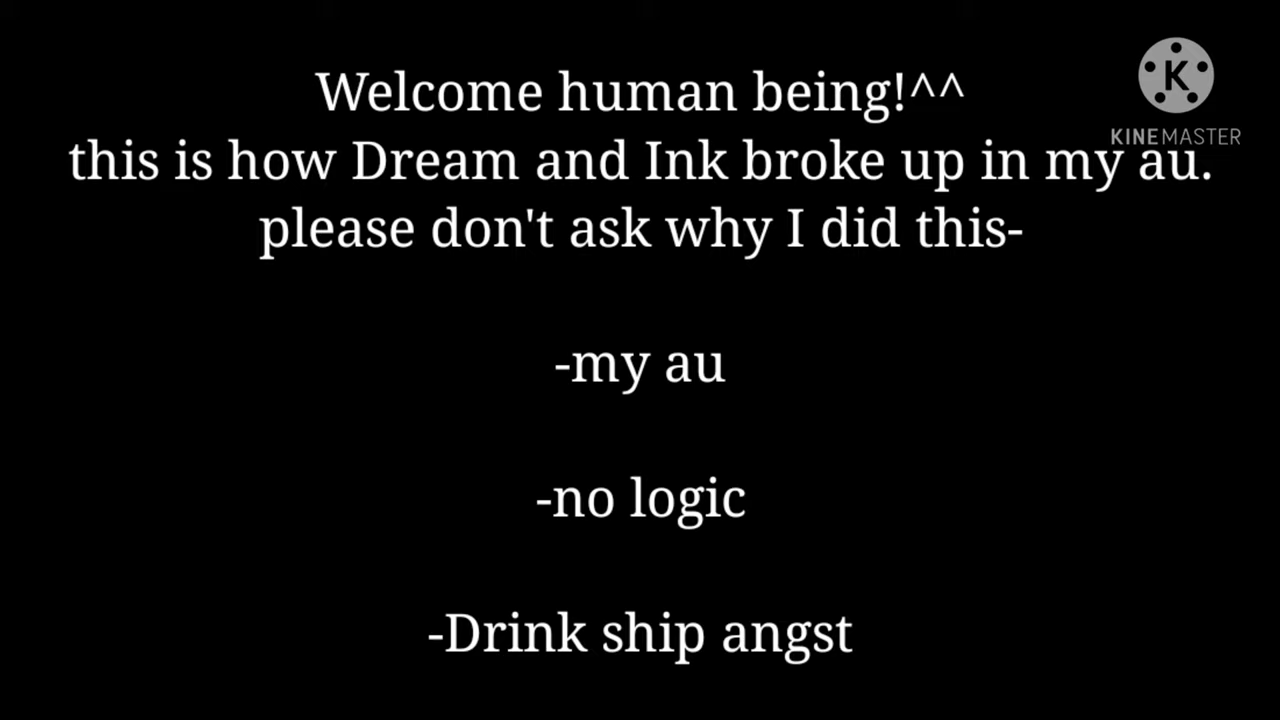 Welcome human being!^^
K
KINEMASTER
this is how Dream and Ink broke up in my au.
please don't ask why I did this-
-my au
-no logic
-Drink ship angst